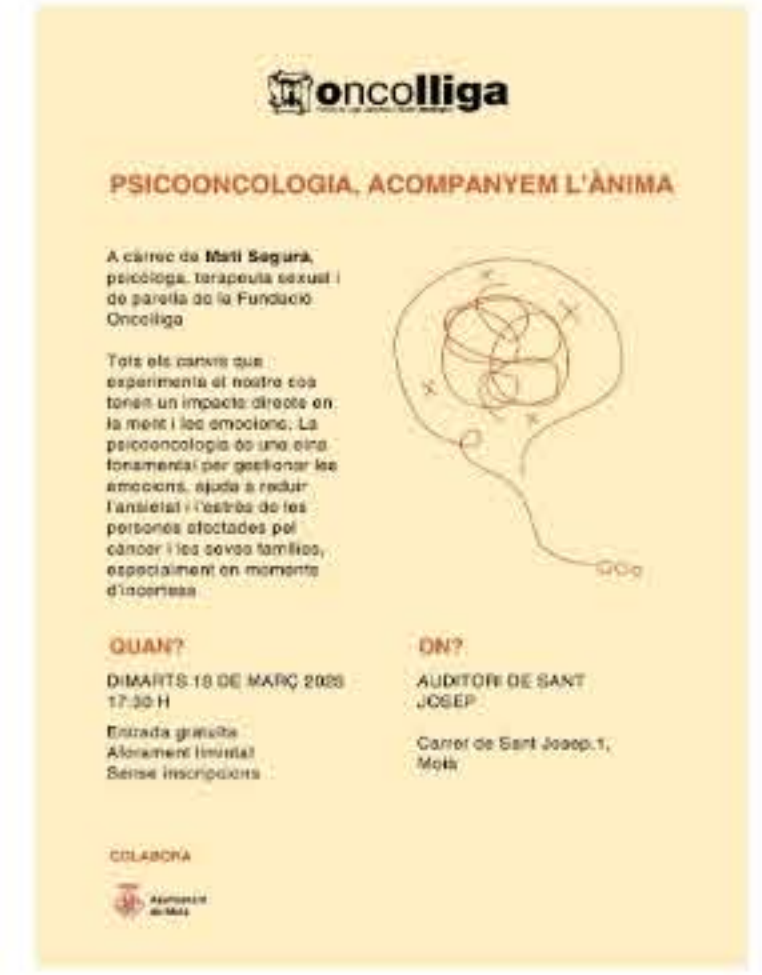 oncolliga
PSICOONCOLOGIA, ACOMPANYEM L'ÀNIMA
A càrrec de Mati Segura,
psicòloga, terapeuta sexual i
de parella de la Fundació
Oncolliga
Tots els canvis que
experimenta el nostre cos
tenen un impacte directe en
la ment i les emocions. La
psicooncologia és una eina
fonamental per gestionar les
emocions, ajuda a reduir
l'ansietat i l'estrès de les
persones afectades pel
càncer i les seves famílies,
especialment en moments
d'incertesa
QUAN?
DIMARTS DE MARÇ
17:30 H
Entrada gratuïta
Aforament limitat
Sense inscripcions
ON?
AUDITORI DE SANT
JOSEP
Carrer de Sant Josep,1,
Moià
COLABORA
Ajuntament
de Moià